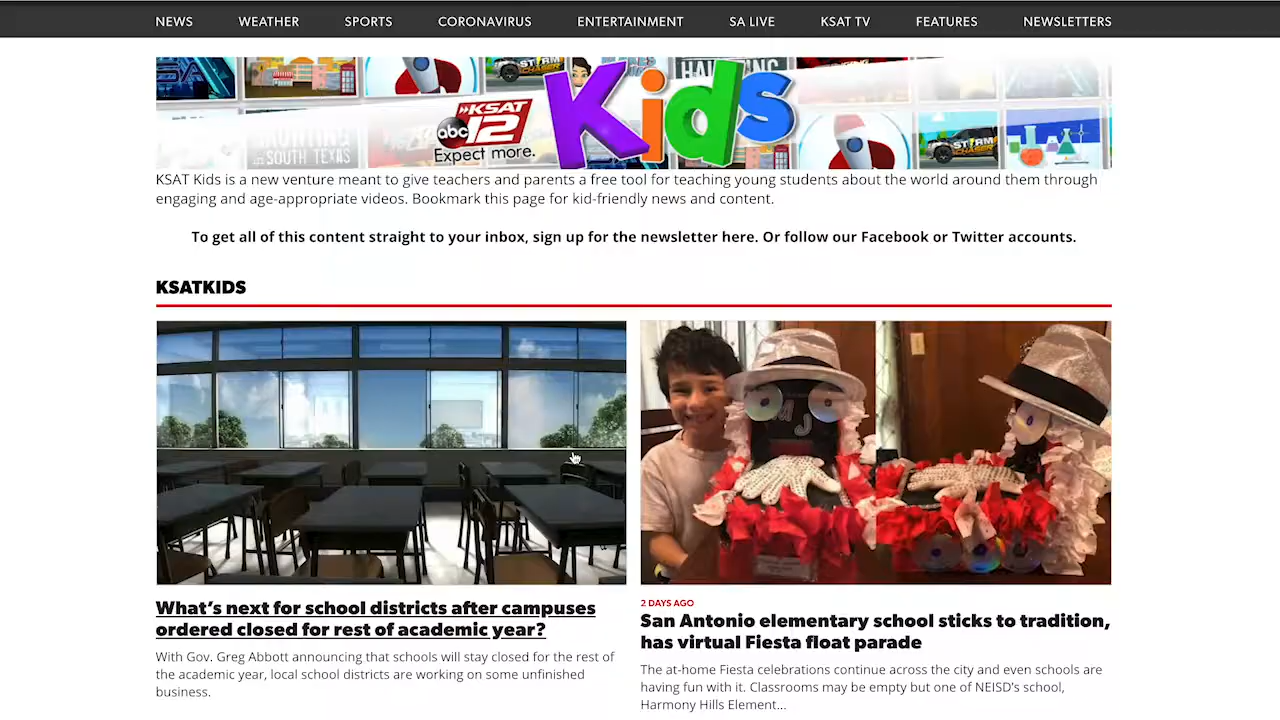 NEWS WEATHER SPORTS CORONAVIRUS ENTERTAINMENT SA LIVE KSAT TV FEATURES NEWSLETTERS
STORM
CHASER
HAUNTING
SOUTH TEXAS
»KSAT
abc 12
Expect more.
Kids
STORM
CHASER
KSAT Kids is a new venture meant to give teachers and parents a free tool for teaching young students about the world around them through
engaging and age-appropriate videos. Bookmark this page for kid-friendly news and content.
To get all of this content straight to your inbox, sign up for the newsletter here. Or follow our Facebook or Twitter accounts.
KSATKIDS
MJ
What's next for school districts after campuses
ordered closed for rest of academic year?
With Gov. Greg Abbott announcing that schools will stay closed for the rest of
the academic year, local school districts are working on some unfinished
business.
2 DAYS AGO
San Antonio elementary school sticks to tradition,
has virtual Fiesta float parade
The at-home Fiesta celebrations continue across the city and even schools are
having fun with it. Classrooms may be empty but one of NEISD's school,
Harmony Hills Element...